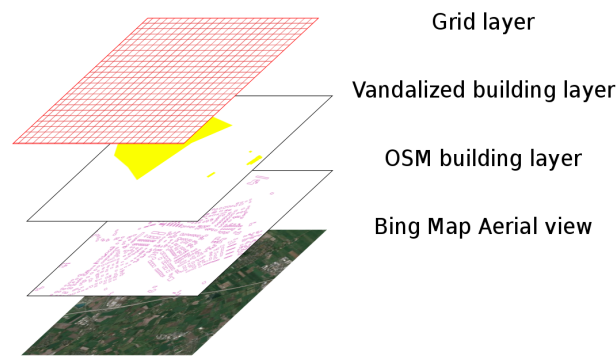 Grid layer
Vandalized building layer
OSM building layer
Bing Map Aerial view